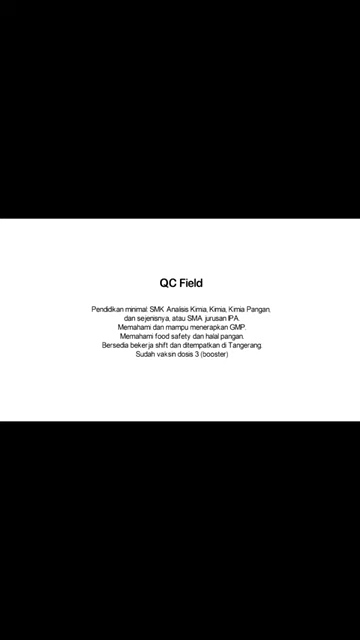 QC Field
Pendidikan minimal SMK Analisis Kimia, Kimia, Kimia Pangan,
dan sejenisnya, atau SMA jurusan IPA.
Memahami dan mampu menerapkan GMP.
Memahami food safety dan halal pangan.
Bersedia bekerja shift dan ditempatkan di Tangerang.
Sudah vaksin dosis 3 (booster)